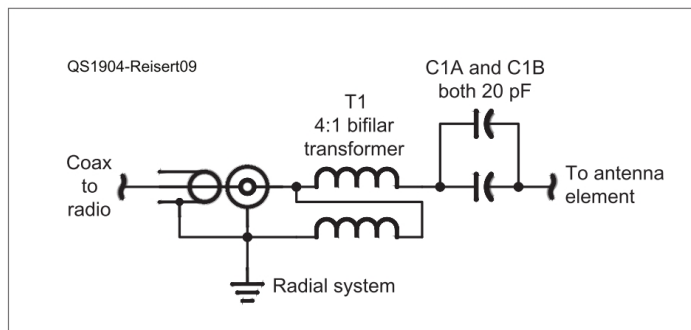 QS1904-Reisert09
C1A and C1B
both 20 pF
T1
4:1 bifilar
transformer
Coax
to
radio
To antenna
element
Radial system